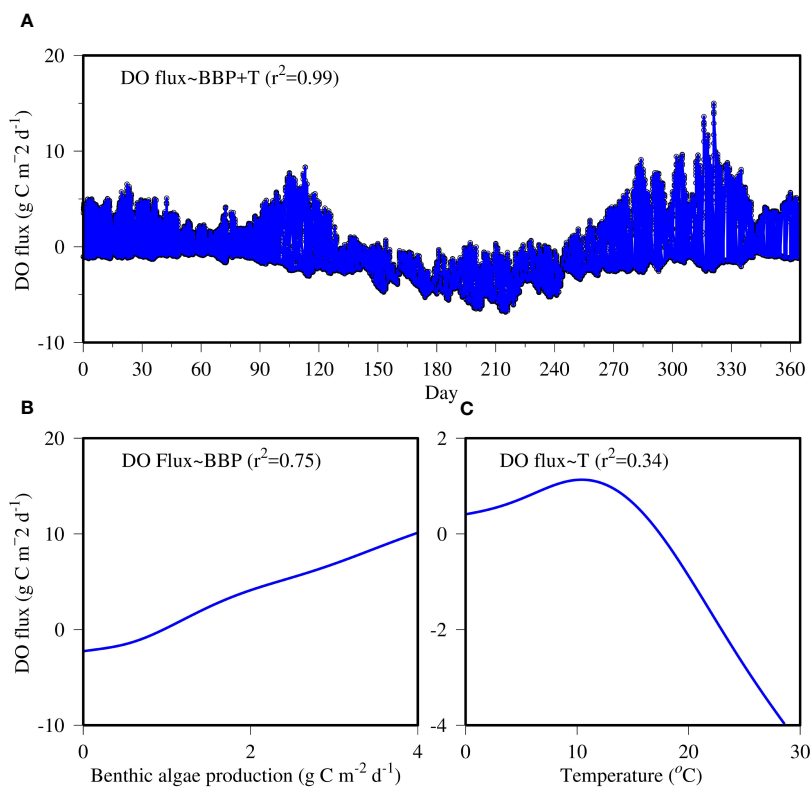 A
20
10
0
-10
DO flux (g C m⁻² d⁻¹)
DO flux~BBP+T (r²=0.99)
0 30 60 90 120 150 180 210 240 270 300 330 360
Day
B
20
10
0
-10
DO flux (g C m⁻² d⁻¹)
DO Flux~BBP (r²=0.75)
0 2 4
Benthic algae production (g C m⁻² d⁻¹)
C
2
0
-2
-4
DO flux~T (r²=0.34)
0 10 20 30
Temperature (ᵒC)